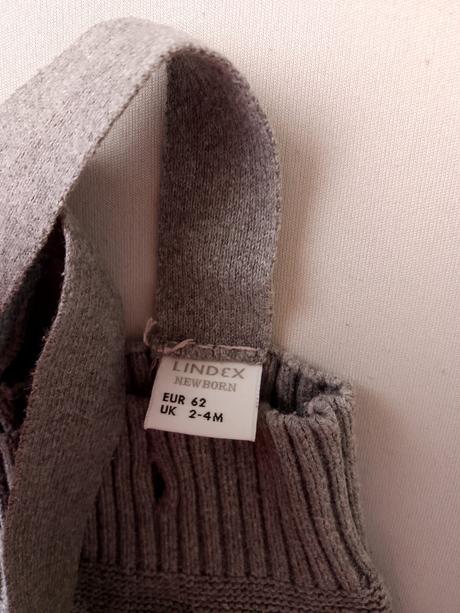 LINDEX
NEWBORN
EUR 62
UK 2-4M